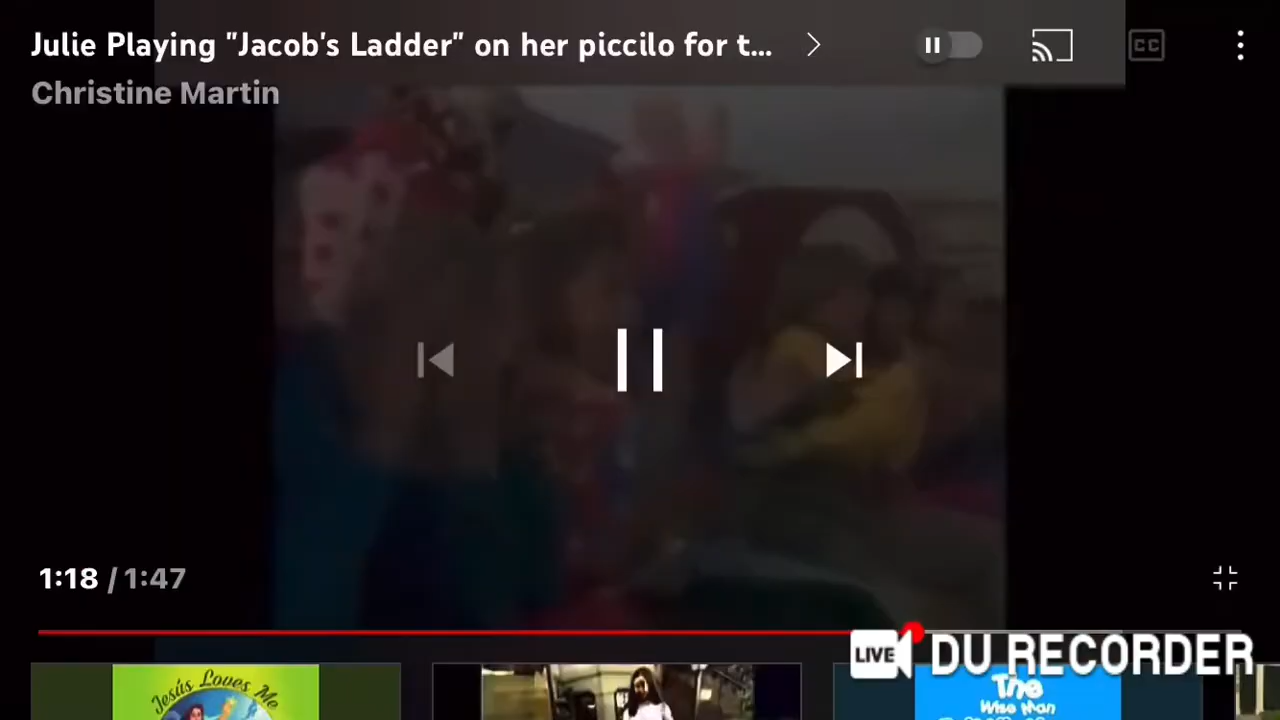 Julie Playing "Jacob's Ladder" on her piccilo for t...
CC
Christine Martin
1:18 / 1:47
LIVE DU RECORDER
Jesús Loves Me
The
Wise Man